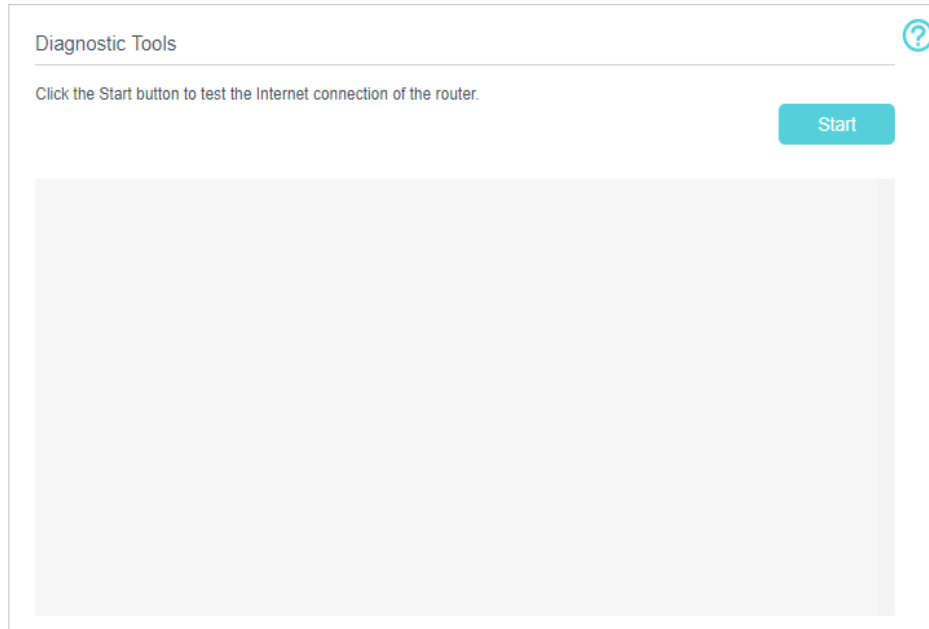 Diagnostic Tools
?
Click the Start button to test the Internet connection of the router.
Start